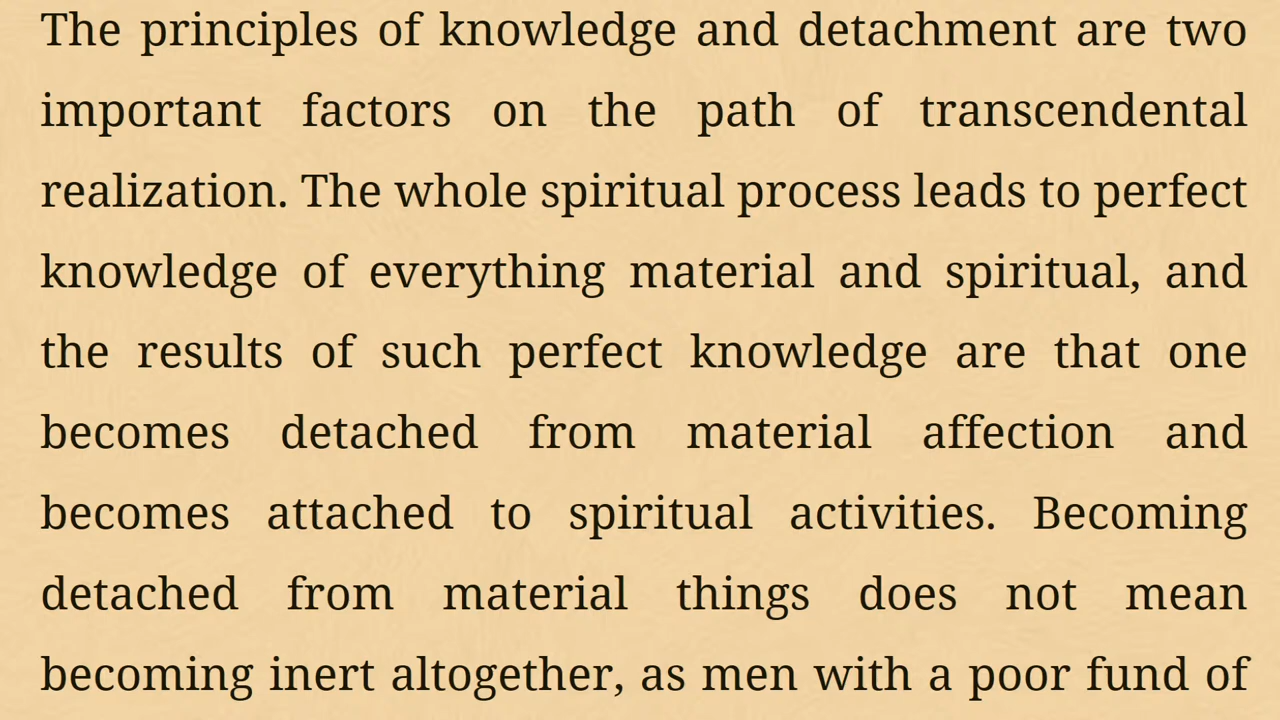 The principles of knowledge and detachment are two
important factors on the path of transcendental
realization. The whole spiritual process leads to perfect
knowledge of everything material and spiritual, and
the results of such perfect knowledge are that one
becomes detached from material affection and
becomes attached to spiritual activities. Becoming
detached from material things does not mean
becoming inert altogether, as men with a poor fund of